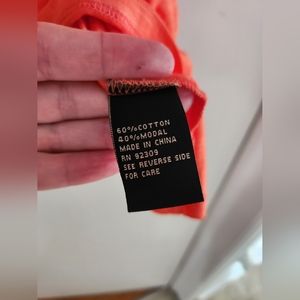 60%COTTON
40%MODAL
MADE IN CHINA
RN 92309
SEE REVERSE SIDE
FOR CARE